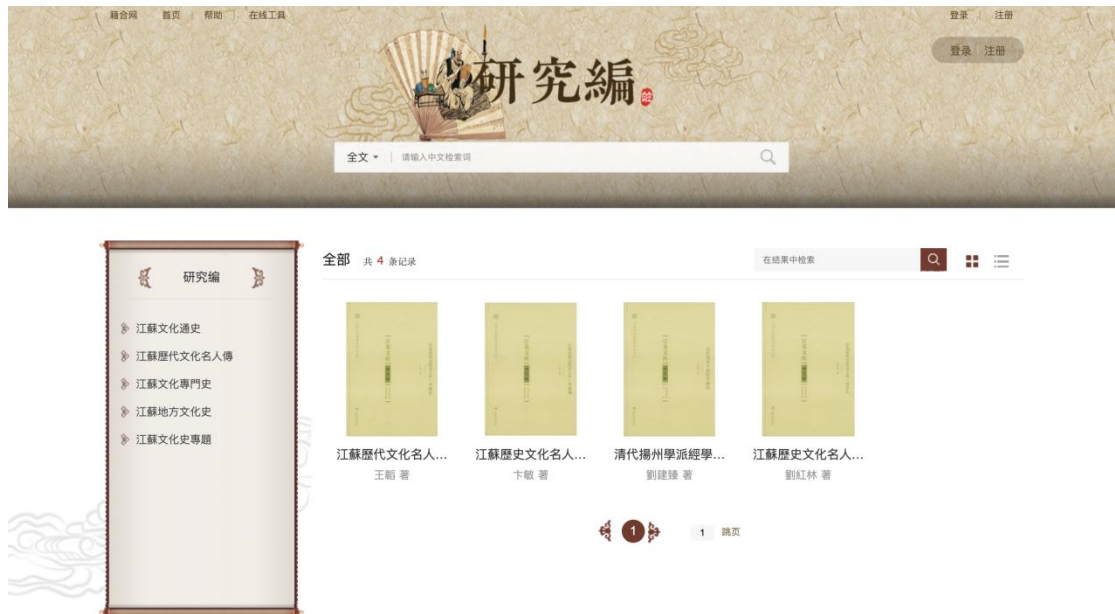 籍合网 首页 帮助 在线工具 登录 注册
登录 注册
研究編
全文 请输入中文检索词
研究编
江蘇文化通史
江蘇歷代文化名人傳
江蘇文化專門史
江蘇地方文化史
江蘇文化史專題
全部 共 4 条记录 在结果中检索
江蘇歷代文化名人... 江蘇歷史文化名人... 清代揚州學派經學... 江蘇歷史文化名人...
王韜 著 卞敏 著 劉建臻 著 劉紅林 著
1 1 跳页